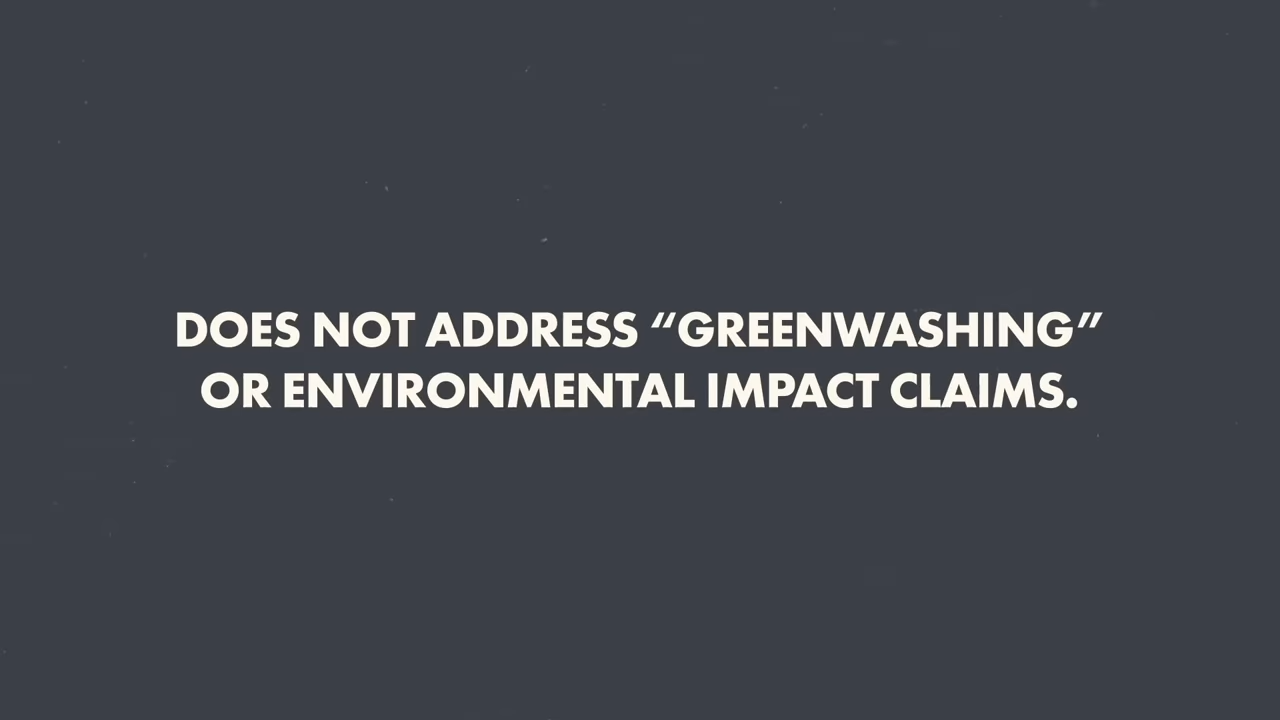 DOES NOT ADDRESS “GREENWASHING”
OR ENVIRONMENTAL IMPACT CLAIMS.